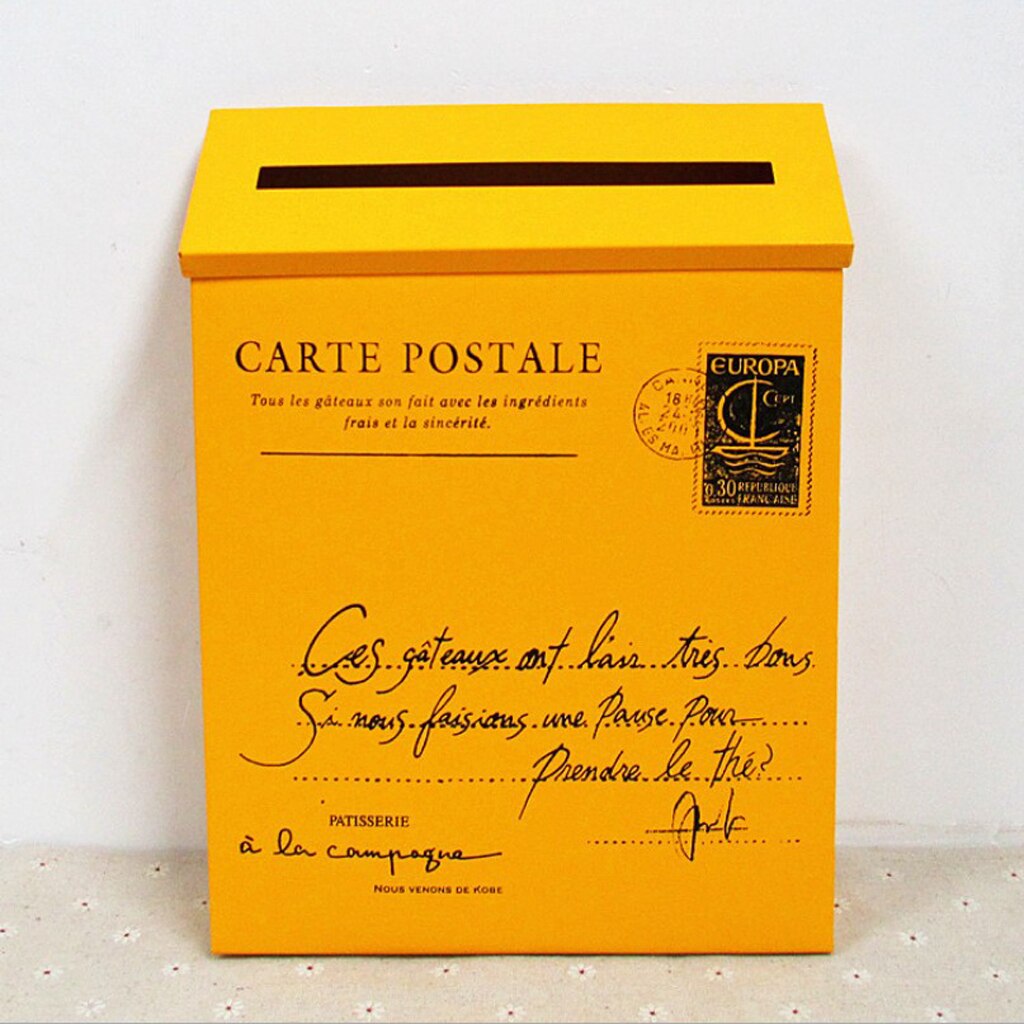 CARTE POSTALE
Tous les gâteaux son fait avec les ingrédients
frais et la sincérité.
EUROPA
CEPT
0,30 REPUBLIQUE
FRANÇAISE
Ces gâteaux ont l'air très bons
Si nous faisions une Pause Pour
Prendre le thé?
PATISSERIE
à la campagne
NOUS VENONS DE KOBE